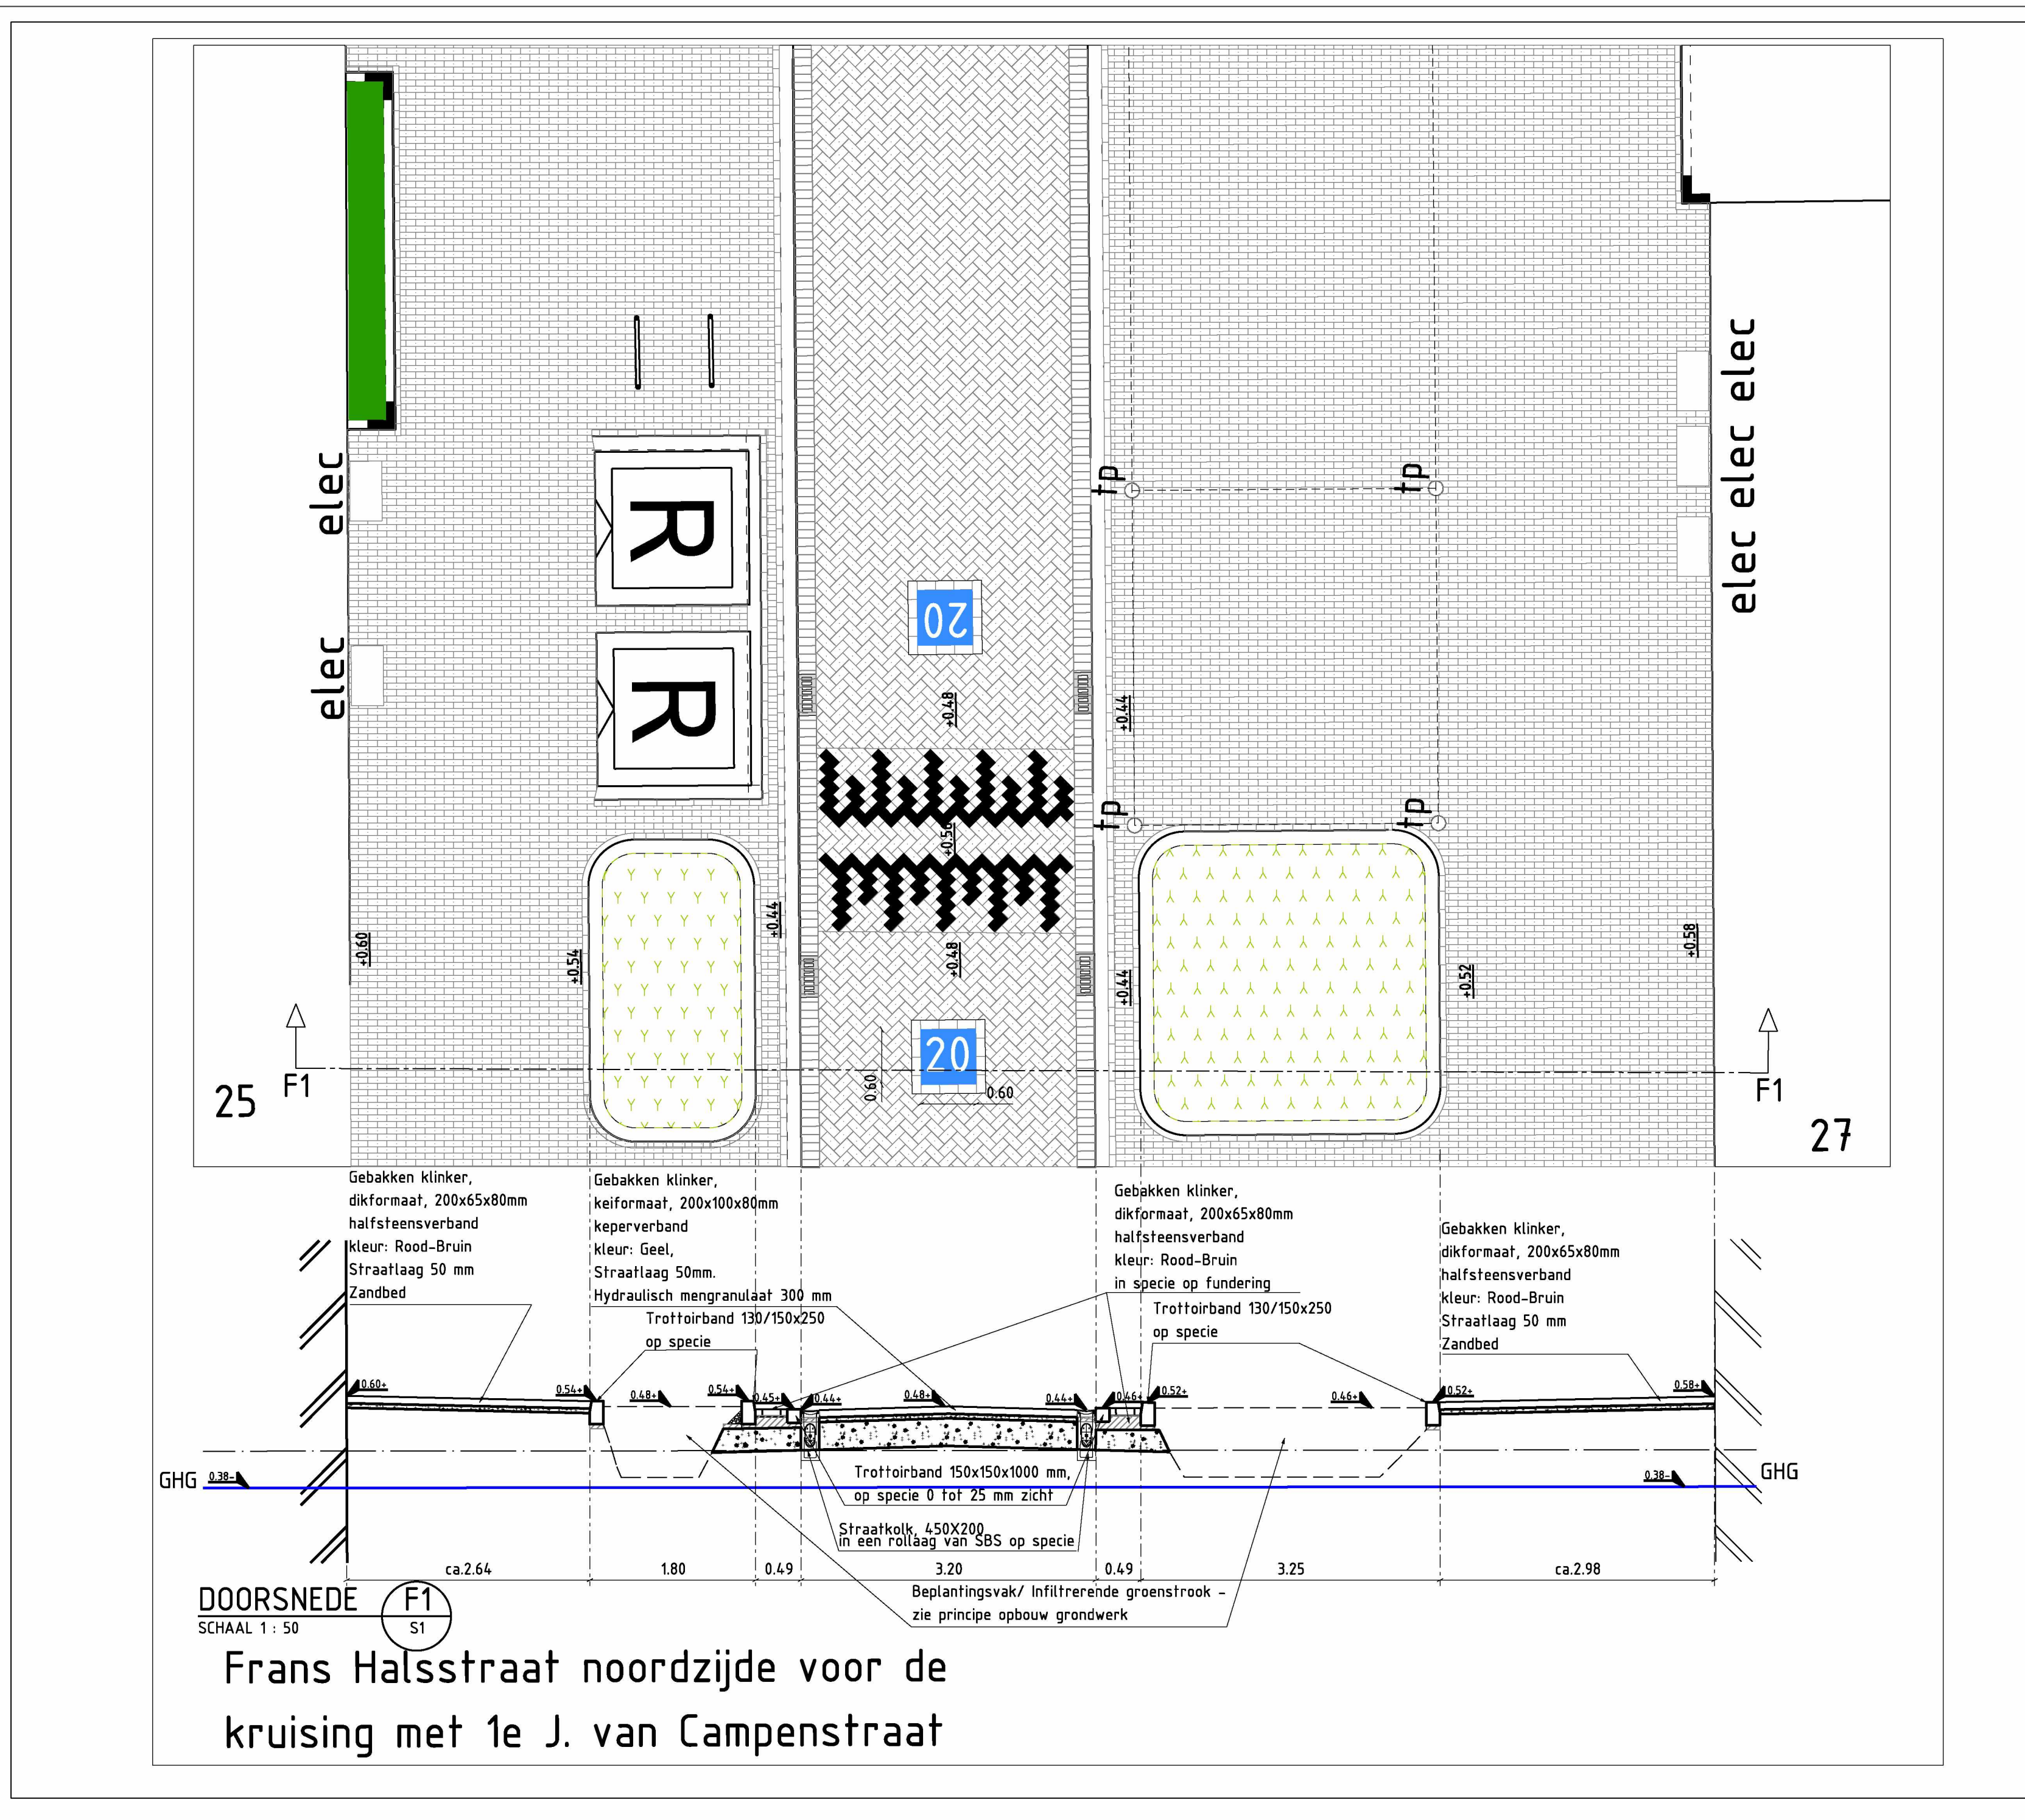 elec
elec
R
R
20
+0.48
+0.44
fp
fp
fp
fp
elec elec elec
+0.60
+0.54
+0.44
+0.48
+0.44
+0.52
+0.58
20
0.60
0.60
F1
F1
25
27
Gebakken klinker,
dikformaat, 200x65x80mm
halfsteensverband
kleur: Rood-Bruin
Straatlaag 50 mm
Zandbed
Gebakken klinker,
keiformaat, 200x100x80mm
keperverband
kleur: Geel,
Straatlaag 50mm.
Hydraulisch mengranulaat 300 mm
Trottoirband 130/150x250
op specie
Gebakken klinker,
dikformaat, 200x65x80mm
halfsteensverband
kleur: Rood-Bruin
in specie op fundering
Trottoirband 130/150x250
op specie
Gebakken klinker,
dikformaat, 200x65x80mm
halfsteensverband
kleur: Rood-Bruin
Straatlaag 50 mm
Zandbed
0.60+
0.54+
0.48+
0.54+
0.45+
0.44+
0.48+
0.44+
0.46+
0.52+
0.46+
0.52+
0.58+
GHG
0.38-
0.38-
GHG
Trottoirband 150x150x1000 mm,
op specie 0 tot 25 mm zicht
Straatkolk, 450X200
in een rollaag van SBS op specie
ca.2.64
1.80
0.49
3.20
0.49
3.25
ca.2.98
Beplantingsvak/ Infiltrerende groenstrook -
zie principe opbouw grondwerk
DOORSNEDE
F1
SCHAAL 1 : 50
S1
Frans Halsstraat noordzijde voor de
kruising met 1e J. van Campenstraat